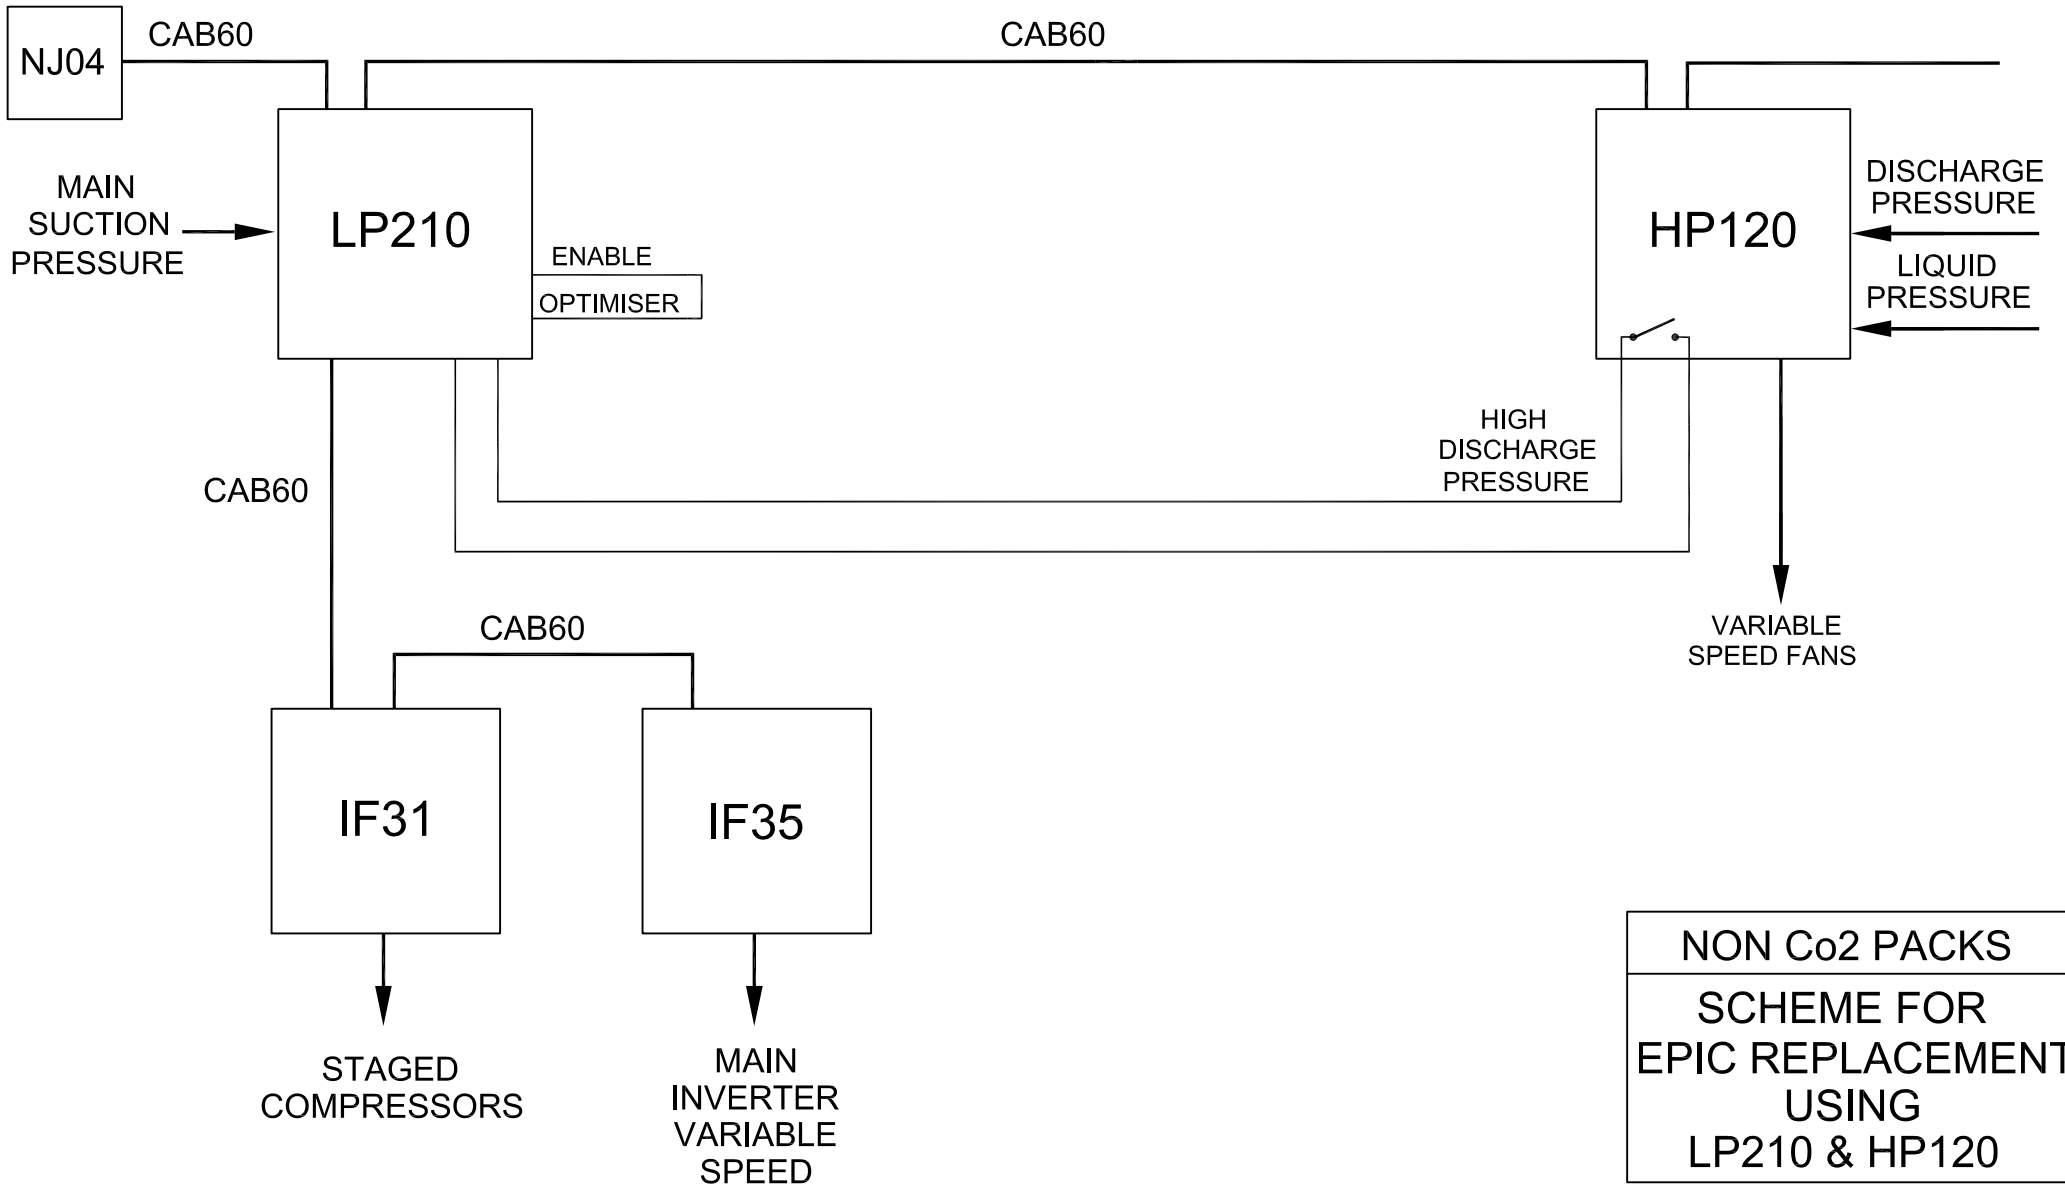 NJ04
CAB60
CAB60
MAIN
SUCTION
PRESSURE
LP210
ENABLE
OPTIMISER
HP120
DISCHARGE
PRESSURE
LIQUID
PRESSURE
HIGH
DISCHARGE
PRESSURE
CAB60
VARIABLE
SPEED FANS
CAB60
IF31
IF35
STAGED
COMPRESSORS
MAIN
INVERTER
VARIABLE
SPEED
NON Co2 PACKS
SCHEME FOR
EPIC REPLACEMENT
USING
LP210 & HP120